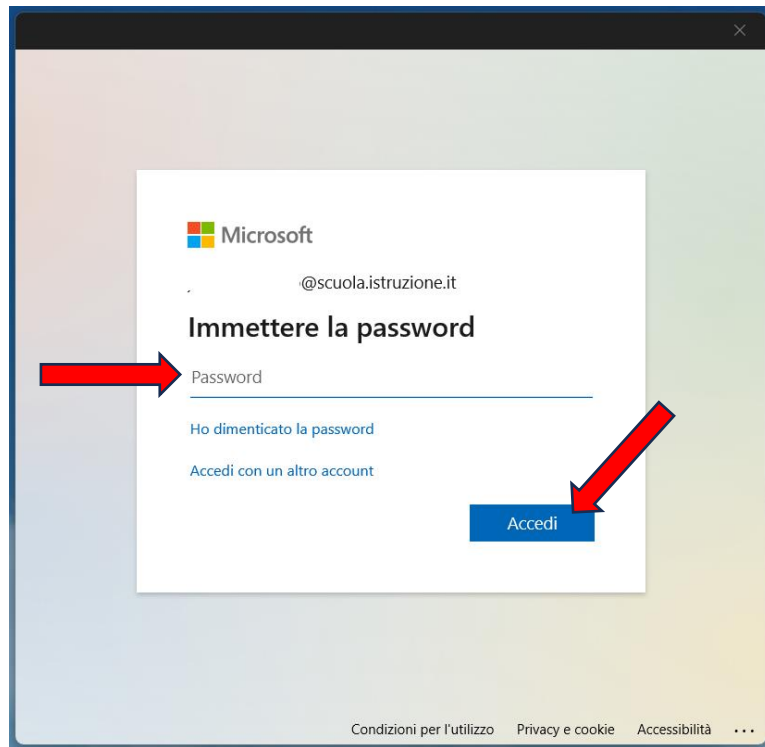 Microsoft
@scuola.istruzione.it
Immettere la password
Password
Ho dimenticato la password
Accedi con un altro account
Accedi
Condizioni per l'utilizzo Privacy e cookie Accessibilità ...